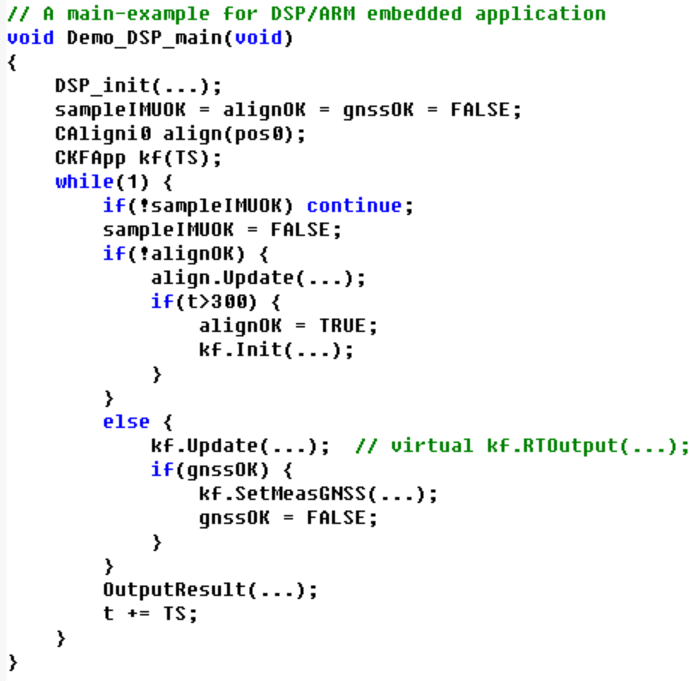 // A main-example for DSP/ARM embedded application
void Demo_DSP_main(void)
{
    DSP_init(...);
    sampleIMUOK = alignOK = gnssOK = FALSE;
    CAligni0 align(pos0);
    CKFApp kf(TS);
    while(1) {
        if(!sampleIMUOK) continue;
        sampleIMUOK = FALSE;
        if(!alignOK) {
            align.Update(...);
            if(t>300) {
                alignOK = TRUE;
                kf.Init(...);
            }
        }
        else {
            kf.Update(...);  // virtual kf.RTOutput(...);
            if(gnssOK) {
                kf.SetMeasGNSS(...);
                gnssOK = FALSE;
            }
        }
        OutputResult(...);
        t += TS;
    }
}